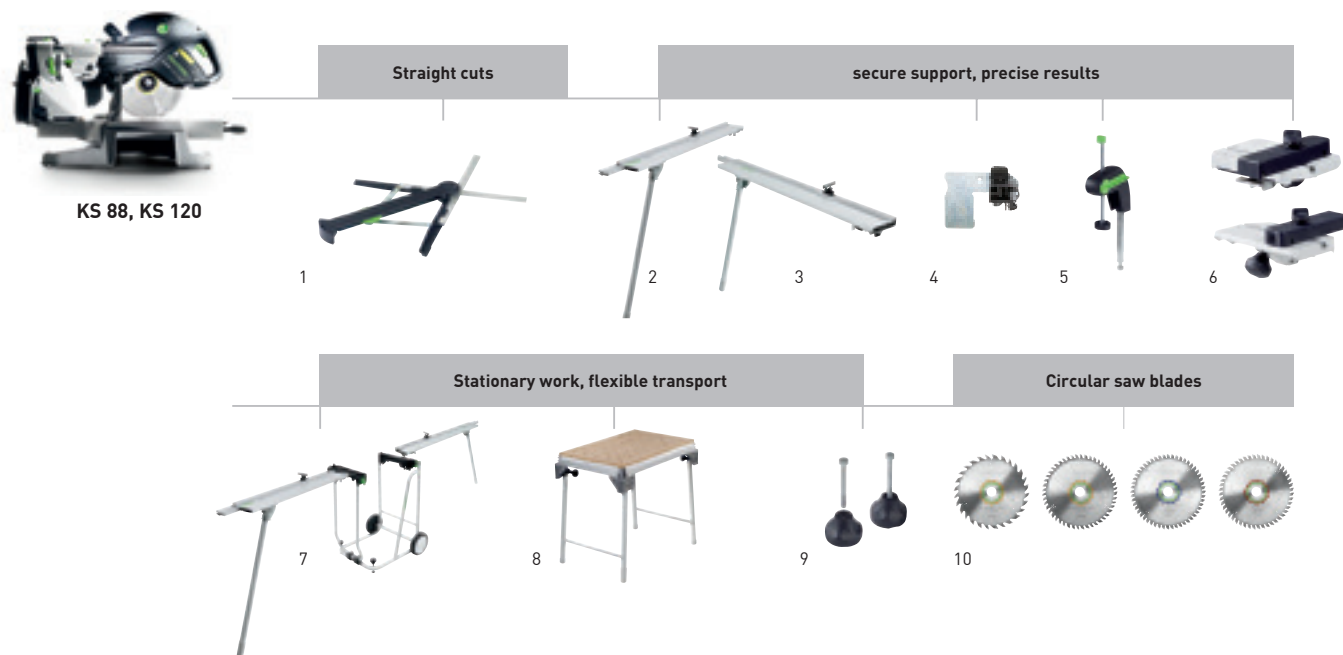 Straight cuts
secure support, precise results
KS 88, KS 120
1
2
3
4
5
6
Stationary work, flexible transport
Circular saw blades
7
8
9
10